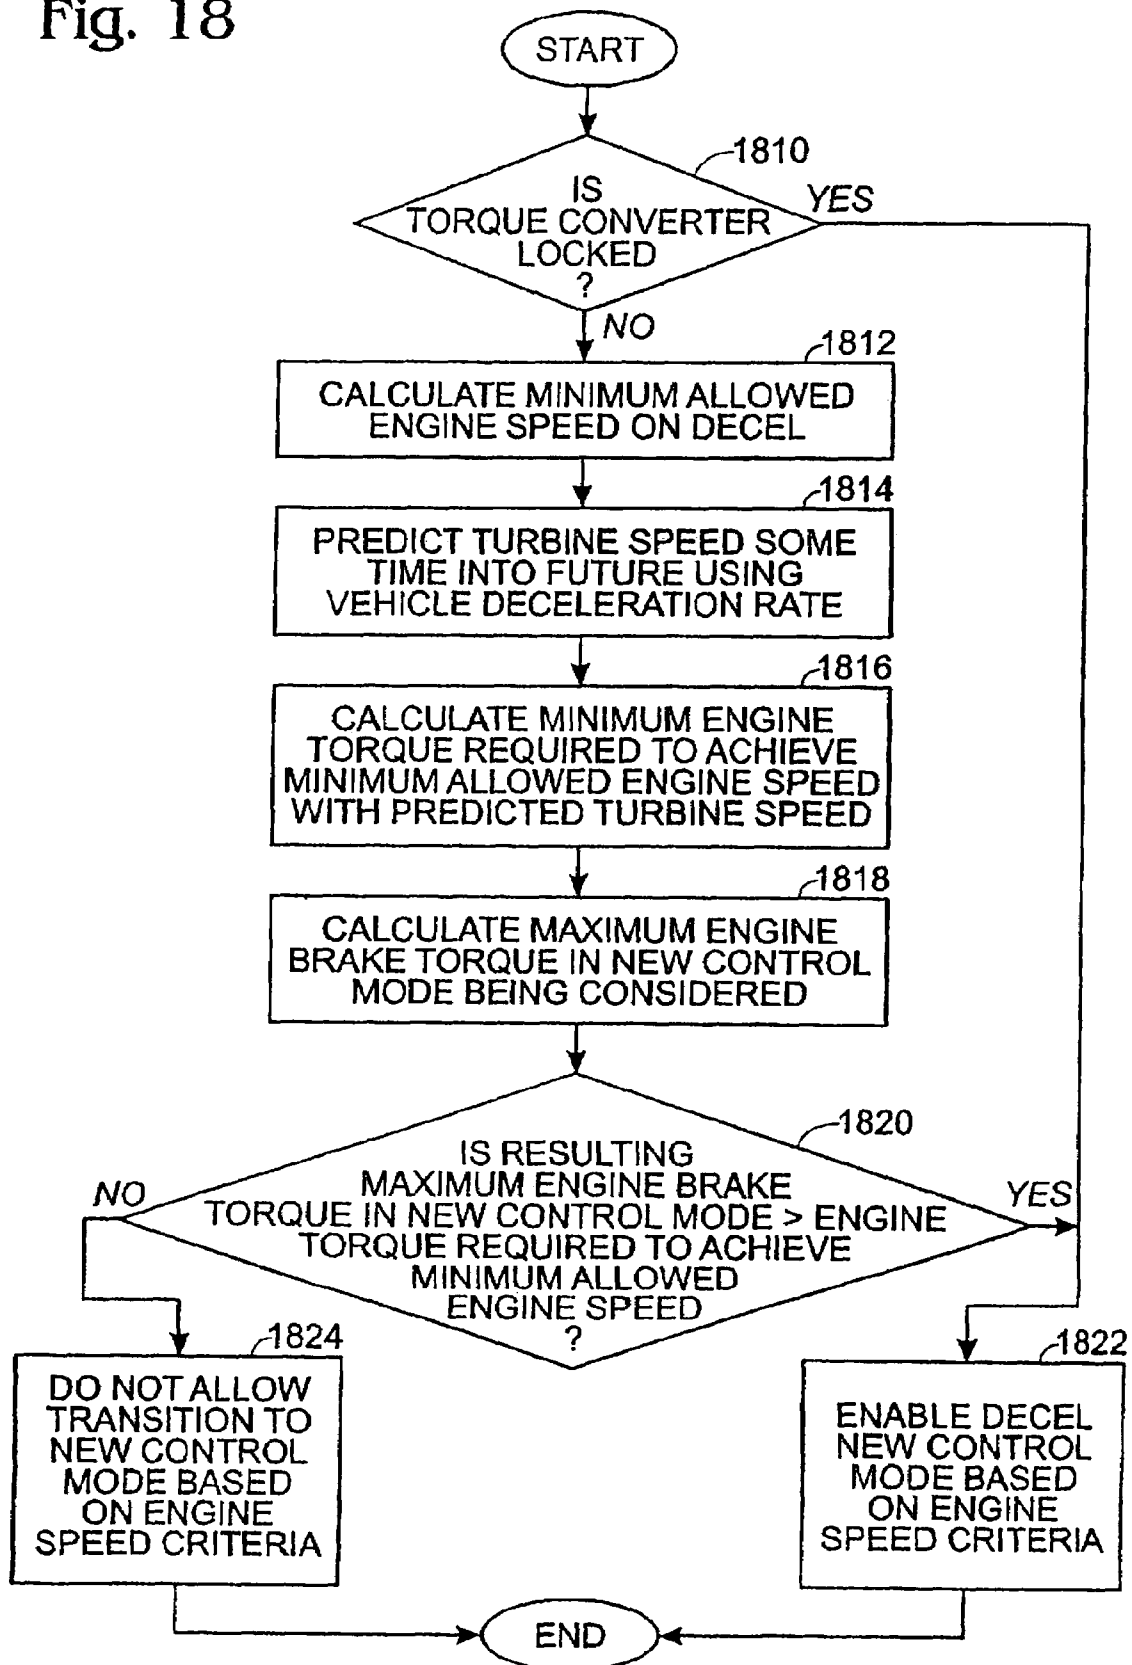 Fig. 18
START
1810
IS
TORQUE CONVERTER
LOCKED
?
YES
NO
1812
CALCULATE MINIMUM ALLOWED
ENGINE SPEED ON DECEL
1814
PREDICT TURBINE SPEED SOME
TIME INTO FUTURE USING
VEHICLE DECELERATION RATE
1816
CALCULATE MINIMUM ENGINE
TORQUE REQUIRED TO ACHIEVE
MINIMUM ALLOWED ENGINE SPEED
WITH PREDICTED TURBINE SPEED
1818
CALCULATE MAXIMUM ENGINE
BRAKE TORQUE IN NEW CONTROL
MODE BEING CONSIDERED
1820
IS RESULTING
MAXIMUM ENGINE BRAKE
TORQUE IN NEW CONTROL MODE > ENGINE
TORQUE REQUIRED TO ACHIEVE
MINIMUM ALLOWED
ENGINE SPEED
?
NO
YES
1824
DO NOT ALLOW
TRANSITION TO
NEW CONTROL
MODE BASED
ON ENGINE
SPEED CRITERIA
1822
ENABLE DECEL
NEW CONTROL
MODE BASED
ON ENGINE
SPEED CRITERIA
END